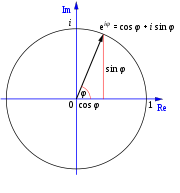 Im
i
e^iφ = cos φ + i sin φ
sin φ
φ
0
cos φ
1
Re